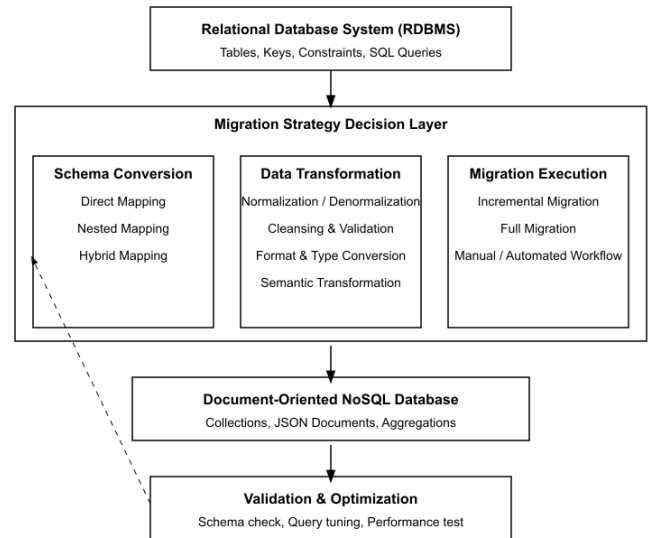 Relational Database System (RDBMS)
Tables, Keys, Constraints, SQL Queries
Migration Strategy Decision Layer
Schema Conversion
Direct Mapping
Nested Mapping
Hybrid Mapping
Data Transformation
Normalization / Denormalization
Cleansing & Validation
Format & Type Conversion
Semantic Transformation
Migration Execution
Incremental Migration
Full Migration
Manual / Automated Workflow
Document-Oriented NoSQL Database
Collections, JSON Documents, Aggregations
Validation & Optimization
Schema check, Query tuning, Performance test